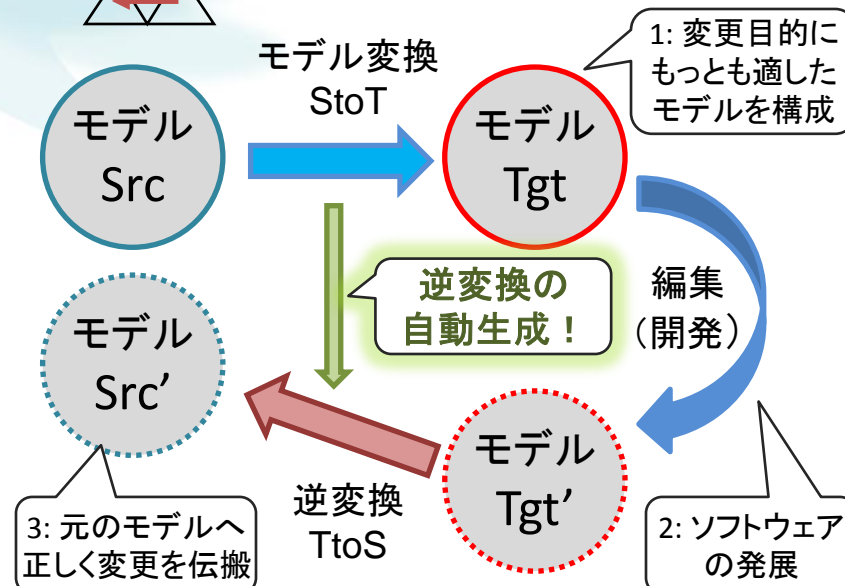 モデル変換
StoT
1: 変更目的に
もっとも適した
モデルを構成
モデル
Src
モデル
Tgt
逆変換の
自動生成！
編集
（開発）
モデル
Src’
モデル
Tgt’
逆変換
TtoS
3: 元のモデルへ
正しく変更を伝搬
2: ソフトウェア
の発展